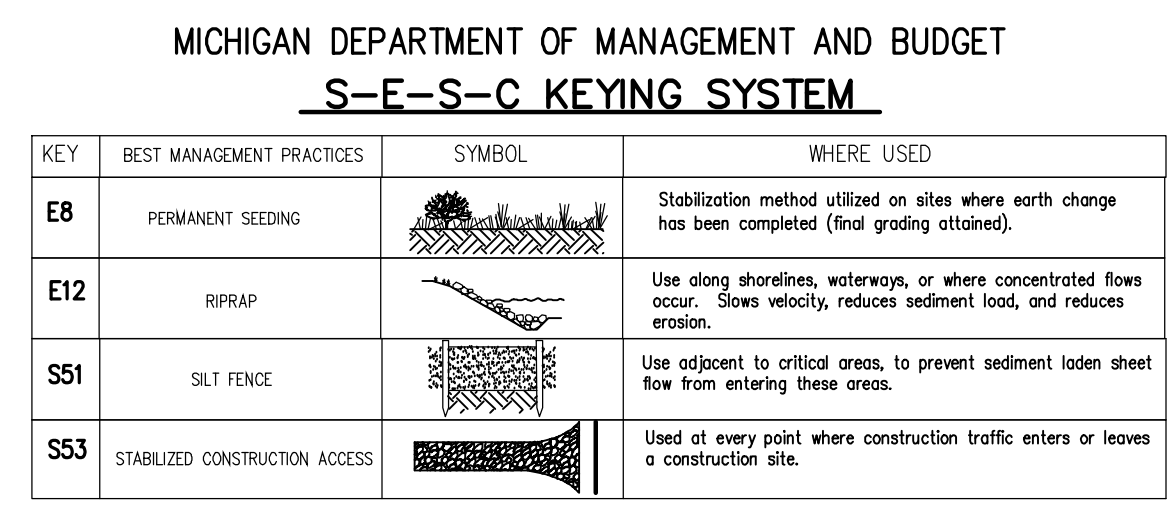 MICHIGAN DEPARTMENT OF MANAGEMENT AND BUDGET
S-E-S-C KEYING SYSTEM
KEY BEST MANAGEMENT PRACTICES SYMBOL WHERE USED
E8 PERMANENT SEEDING
Stabilization method utilized on sites where earth change
has been completed (final grading attained).
E12 RIPRAP
Use along shorelines, waterways, or where concentrated flows
occur. Slows velocity, reduces sediment load, and reduces
erosion.
S51 SILT FENCE
Use adjacent to critical areas, to prevent sediment laden sheet
flow from entering these areas.
S53 STABILIZED CONSTRUCTION ACCESS
Used at every point where construction traffic enters or leaves
a construction site.